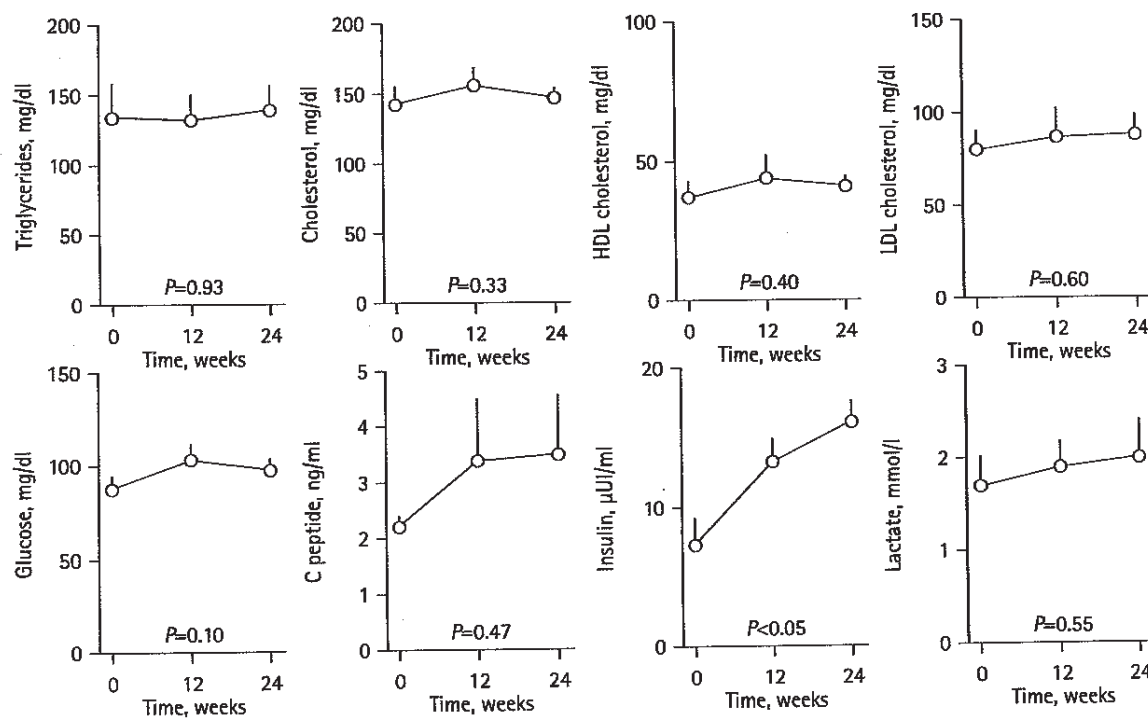 Triglycerides, mg/dl
200
150
100
50
0
P=0.93
0 12 24
Time, weeks
Cholesterol, mg/dl
200
150
100
50
0
P=0.33
0 12 24
Time, weeks
HDL cholesterol, mg/dl
100
50
0
P=0.40
0 12 24
Time, weeks
LDL cholesterol, mg/dl
150
100
50
0
P=0.60
0 12 24
Time, weeks
Glucose, mg/dl
150
100
50
0
P=0.10
0 12 24
Time, weeks
C peptide, ng/ml
5
4
3
2
1
0
P=0.47
0 12 24
Time, weeks
Insulin, µUI/ml
20
10
0
P<0.05
0 12 24
Time, weeks
Lactate, mmol/l
3
2
1
0
P=0.55
0 12 24
Time, weeks